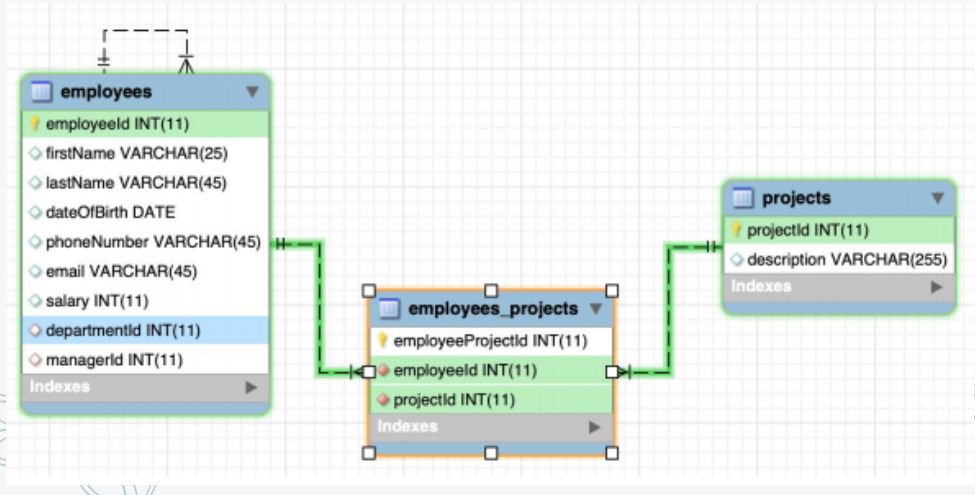 employees
employeeId INT(11)
firstName VARCHAR(25)
lastName VARCHAR(45)
dateOfBirth DATE
phoneNumber VARCHAR(45)
email VARCHAR(45)
salary INT(11)
departmentId INT(11)
managerId INT(11)
Indexes
employees_projects
employeeProjectId INT(11)
employeeId INT(11)
projectId INT(11)
Indexes
projects
projectId INT(11)
description VARCHAR(255)
Indexes